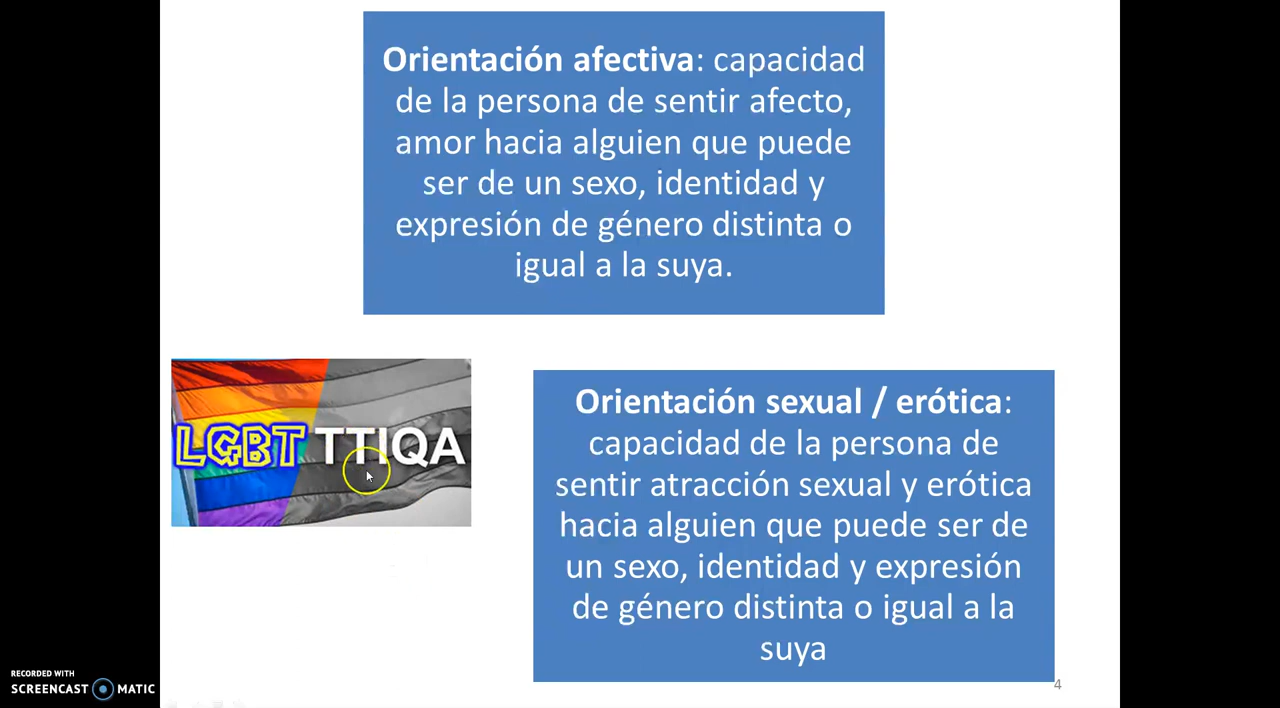 Orientación afectiva: capacidad
de la persona de sentir afecto,
amor hacia alguien que puede
ser de un sexo, identidad y
expresión de género distinta o
igual a la suya.
LGBT TTIQA
Orientación sexual / erótica:
capacidad de la persona de
sentir atracción sexual y erótica
hacia alguien que puede ser de
un sexo, identidad y expresión
de género distinta o igual a la
suya
4
RECORDED WITH
SCREENCAST MATIC